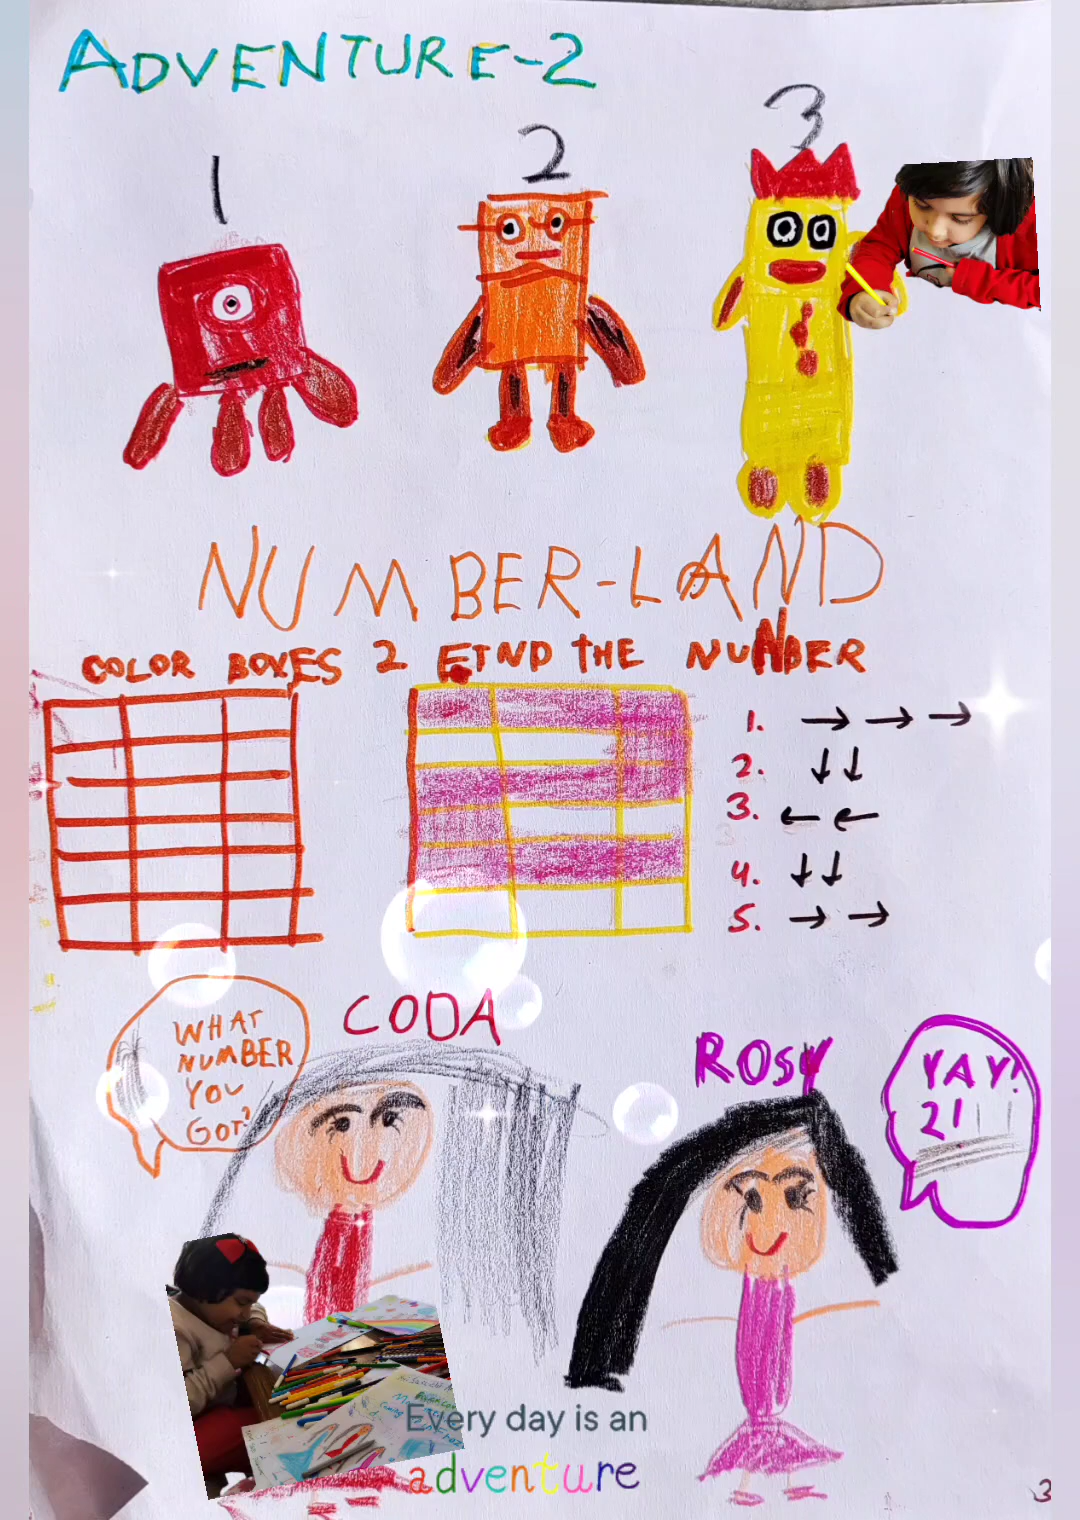 ADVENTURE-2
1 2 3
NUMBER-LAND
COLOR BOXES 2 FIND THE NUMBER
1. → → →
2. ↓↓
3. ← ←
4. ↓↓
5. → →
CODA
WHAT
NUMBER
YOU
GOT?
ROSY
YAY!
2!
Every day is an
adventure
3